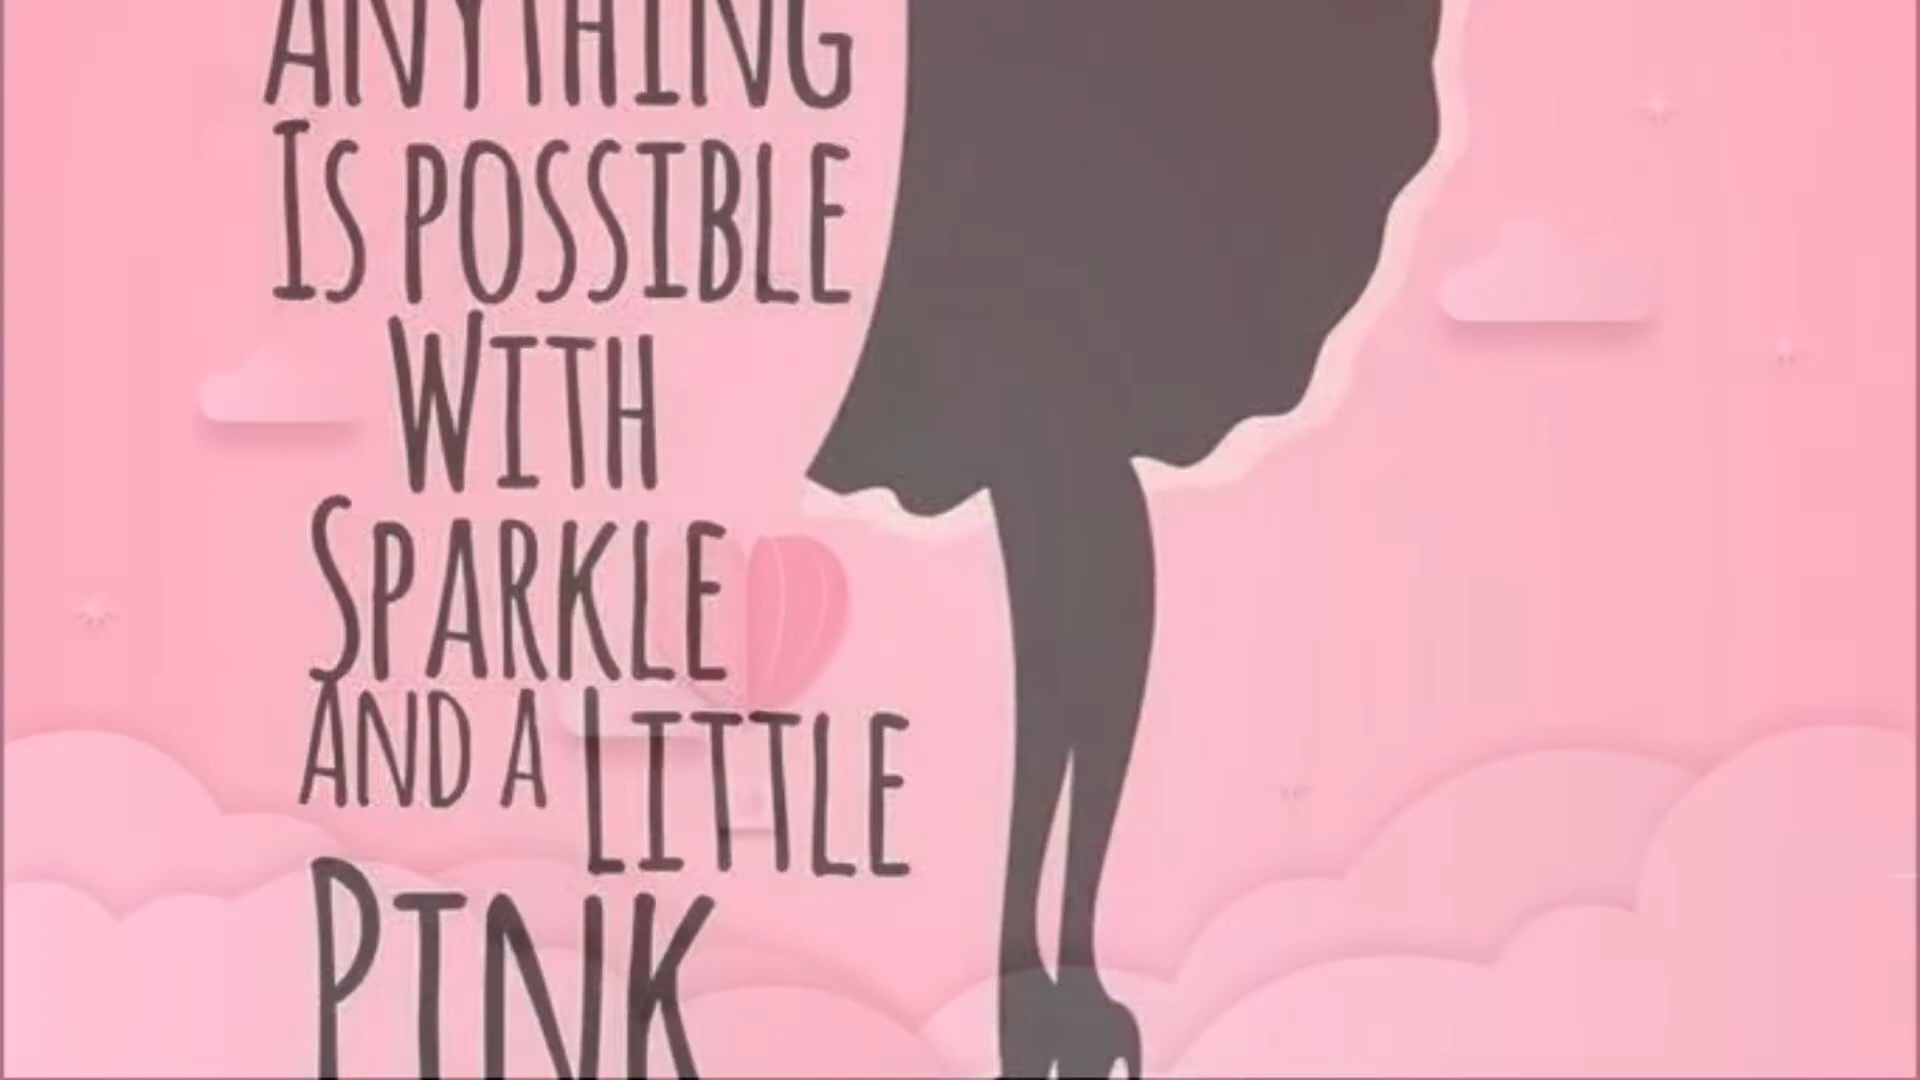 ANYTHING
IS POSSIBLE
WITH
SPARKLE
AND A LITTLE
PINK